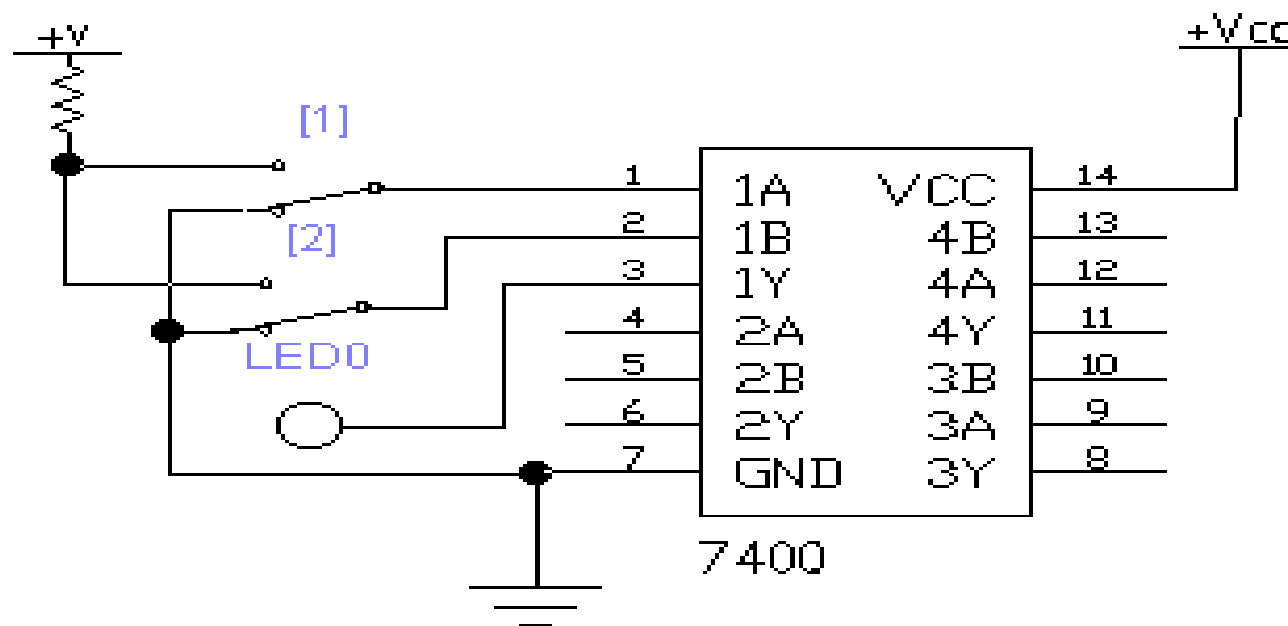 +V
+VCC
[1]
1 1A VCC 14
[2]
2 1B 4B 13
3 1Y 4A 12
4 2A 4Y 11
LED0
5 2B 3B 10
6 2Y 3A 9
7 GND 3Y 8
7400